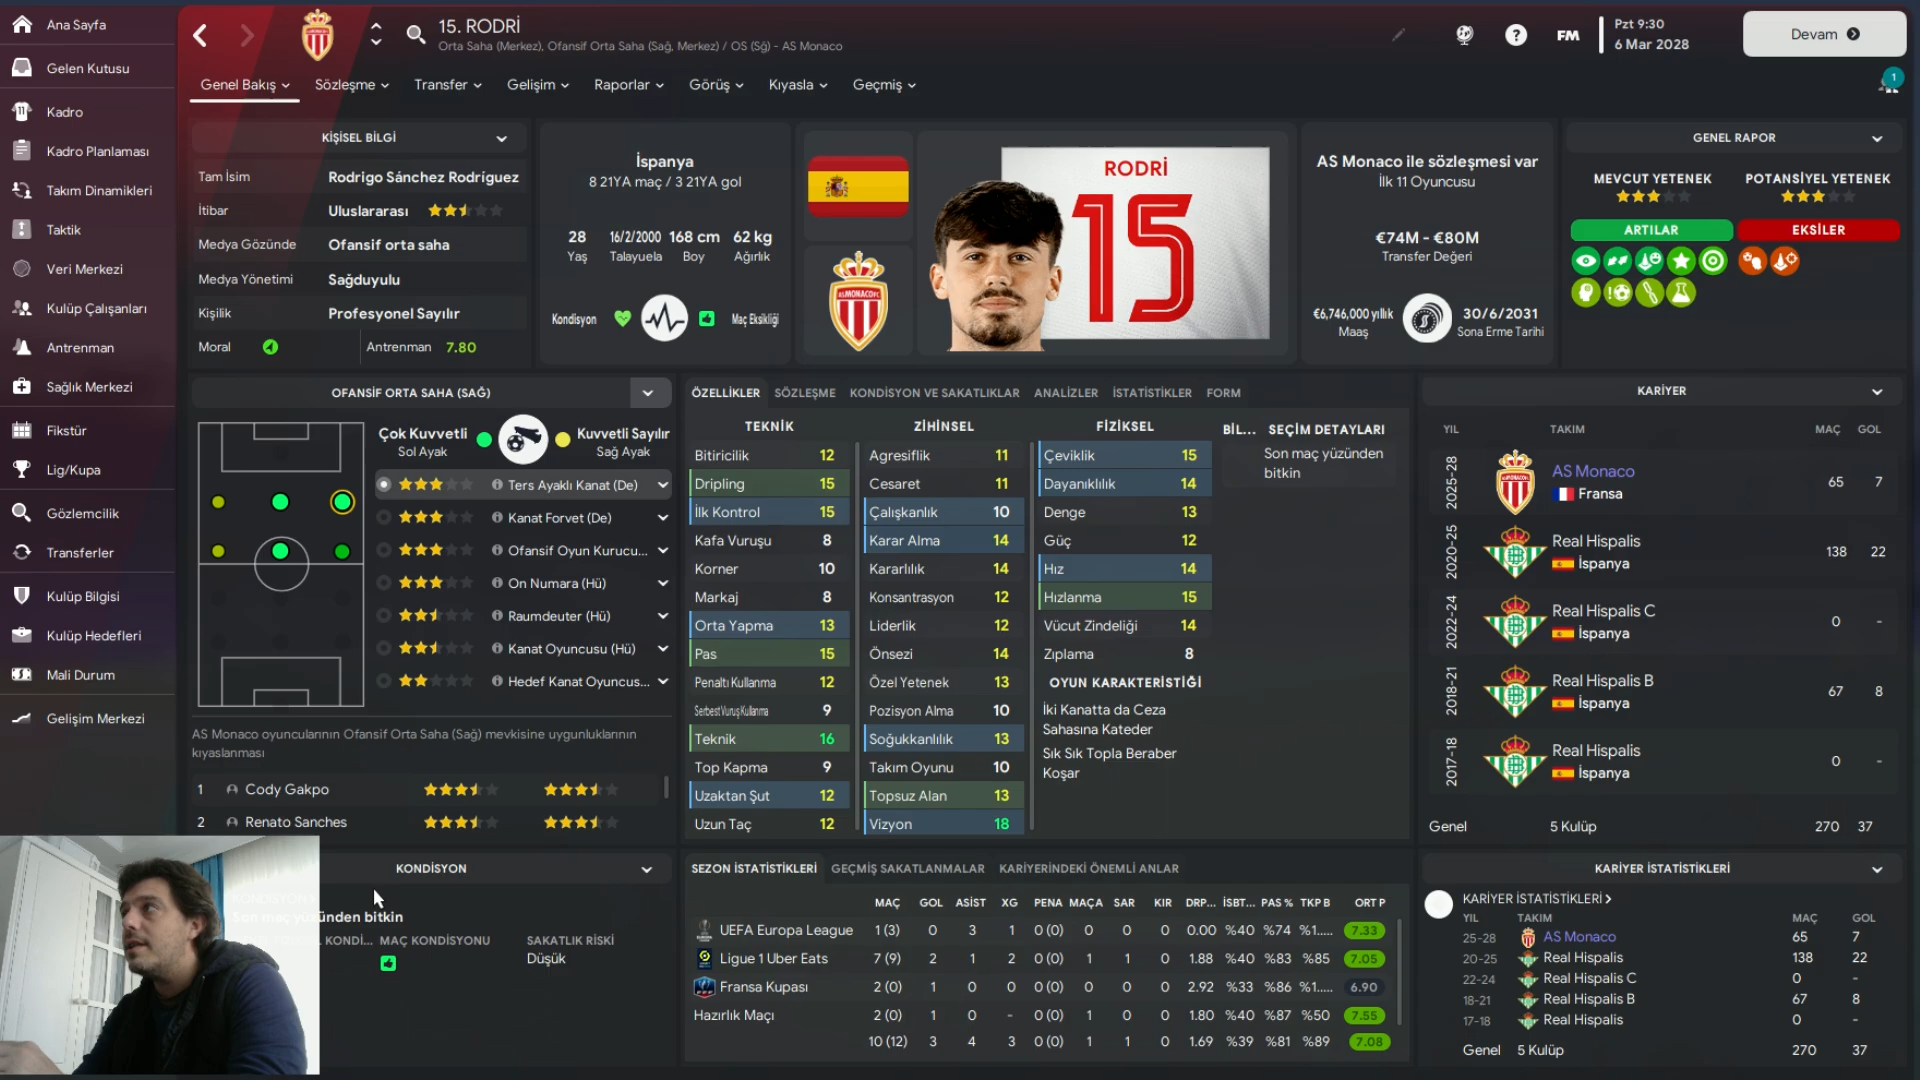 Ana Sayfa
Gelen Kutusu
Kadro
Kadro Planlaması
Takım Dinamikleri
Taktik
Veri Merkezi
Kulüp Çalışanları
Antrenman
Sağlık Merkezi
Fikstür
Lig/Kupa
Gözlemcilik
Transferler
Kulüp Bilgisi
Kulüp Hedefleri
Mali Durum
Gelişim Merkezi
15. RODRİ
Orta Saha (Merkez), Ofansif Orta Saha (Sağ, Merkez) / OS (Sğ) - AS Monaco
FM
Pzt 9:30
6 Mar 2028
Devam
1
Genel Bakış
Sözleşme
Transfer
Gelişim
Raporlar
Görüş
Kıyasla
Geçmiş
KİŞİSEL BİLGİ
Tam İsim Rodrigo Sánchez Rodríguez
İtibar Uluslararası
Medya Gözünde Ofansif orta saha
Medya Yönetimi Sağduyulu
Kişilik Profesyonel Sayılır
Moral
Antrenman 7.80
İspanya
8 21YA maç / 3 21YA gol
28 16/2/2000 168 cm 62 kg
Yaş Talayuela Boy Ağırlık
Kondisyon
Maç Eksikliği
RODRİ
15
AS Monaco ile sözleşmesi var
İlk 11 Oyuncusu
€74M - €80M
Transfer Değeri
€6,746,000 yıllık
Maaş
30/6/2031
Sona Erme Tarihi
GENEL RAPOR
MEVCUT YETENEK
POTANSİYEL YETENEK
ARTILAR
EKSİLER
OFANSİF ORTA SAHA (SAĞ)
Çok Kuvvetli
Sol Ayak
Kuvvetli Sayılır
Sağ Ayak
Ters Ayaklı Kanat (De)
Kanat Forvet (De)
Ofansif Oyun Kurucu...
On Numara (Hü)
Raumdeuter (Hü)
Kanat Oyuncusu (Hü)
Hedef Kanat Oyuncus...
AS Monaco oyuncularının Ofansif Orta Saha (Sağ) mevkisine uygunluklarının
kıyaslanması
1 Cody Gakpo
2 Renato Sanches
KONDİSYON
Son maç yüzünden bitkin
KONDİ... MAÇ KONDİSYONU
SAKATLIK RİSKİ
Düşük
ÖZELLİKLER
SÖZLEŞME
KONDİSYON VE SAKATLIKLAR
ANALİZLER
İSTATİSTİKLER
FORM
TEKNİK
Bitiricilik 12
Dripling 15
İlk Kontrol 15
Kafa Vuruşu 8
Korner 10
Markaj 8
Orta Yapma 13
Pas 15
Penaltı Kullanma 12
Serbest Vuruş Kullanma 9
Teknik 16
Top Kapma 9
Uzaktan Şut 12
Uzun Taç 12
ZİHİNSEL
Agresiflik 11
Cesaret 11
Çalışkanlık 10
Karar Alma 14
Kararlılık 14
Konsantrasyon 12
Liderlik 12
Önsezi 14
Özel Yetenek 13
Pozisyon Alma 10
Soğukkanlılık 13
Takım Oyunu 10
Topsuz Alan 13
Vizyon 18
FİZİKSEL
Çeviklik 15
Dayanıklılık 14
Denge 13
Güç 12
Hız 14
Hızlanma 15
Vücut Zindeliği 14
Zıplama 8
OYUN KARAKTERİSTİĞİ
İki Kanatta da Ceza
Sahasına Kateder
Sık Sık Topla Beraber
Koşar
BİL... SEÇİM DETAYLARI
Son maç yüzünden
bitkin
KARİYER
YIL TAKIM MAÇ GOL
2025-28 AS Monaco Fransa 65 7
2020-25 Real Hispalis İspanya 138 22
2022-24 Real Hispalis C İspanya 0 -
2018-21 Real Hispalis B İspanya 67 8
2017-18 Real Hispalis İspanya 0 -
Genel 5 Kulüp 270 37
SEZON İSTATİSTİKLERİ
GEÇMİŞ SAKATLANMALAR
KARİYERİNDEKİ ÖNEMLİ ANLAR
MAÇ GOL ASİST XG PENA MAÇA SAR KIR DRP... İSBT... PAS % TKP B ORT P
UEFA Europa League 1 (3) 0 3 1 0 (0) 0 0 0 0.00 %40 %74 %1..... 7.33
Ligue 1 Uber Eats 7 (9) 2 1 2 0 (0) 1 1 0 1.88 %40 %83 %85 7.05
Fransa Kupası 2 (0) 1 0 0 0 (0) 0 0 0 2.92 %33 %86 %1..... 6.90
Hazırlık Maçı 2 (0) 1 0 - 0 (0) 1 0 0 1.80 %40 %87 %50 7.55
10 (12) 3 4 3 0 (0) 1 1 0 1.69 %39 %81 %89 7.08
KARİYER İSTATİSTİKLERİ
KARİYER İSTATİSTİKLERİ >
YIL TAKIM MAÇ GOL
25-28 AS Monaco 65 7
20-25 Real Hispalis 138 22
22-24 Real Hispalis C 0 -
18-21 Real Hispalis B 67 8
17-18 Real Hispalis 0 -
Genel 5 Kulüp 270 37